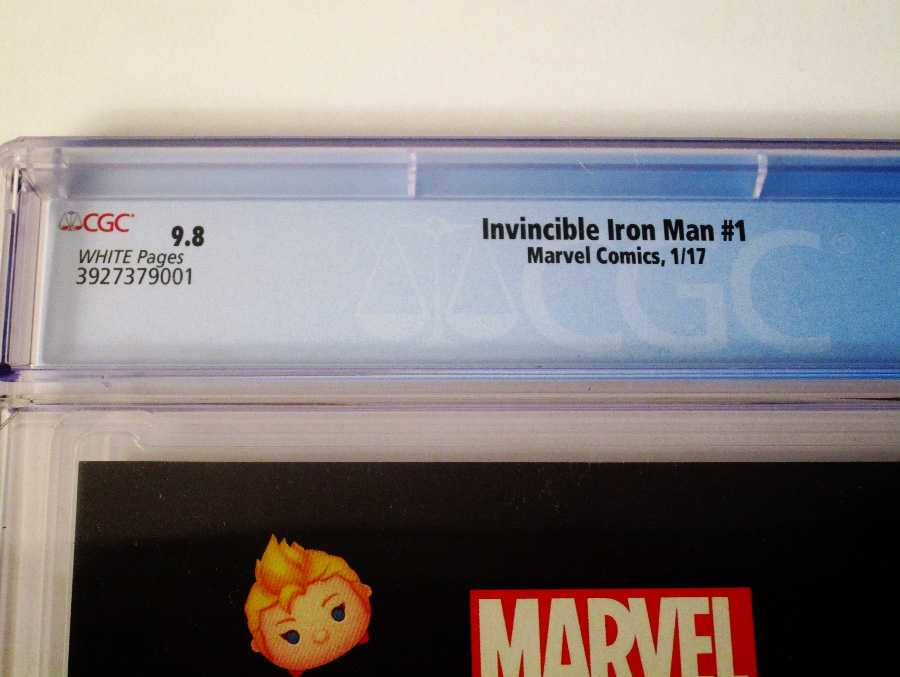 CGC
9.8
WHITE Pages
3927379001
Invincible Iron Man #1
Marvel Comics, 1/17
CGC
MARVEL